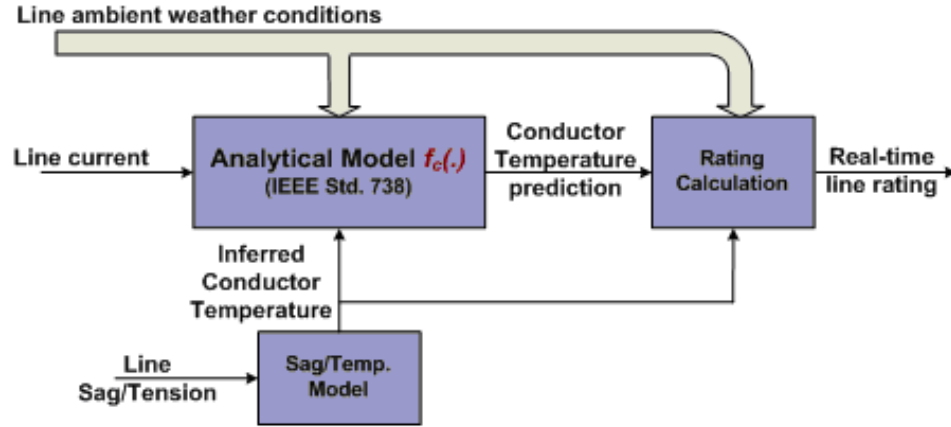 Line ambient weather conditions
Line current
Analytical Model f_c(.)
(IEEE Std. 738)
Conductor
Temperature
prediction
Rating
Calculation
Real-time
line rating
Inferred
Conductor
Temperature
Line
Sag/Tension
Sag/Temp.
Model